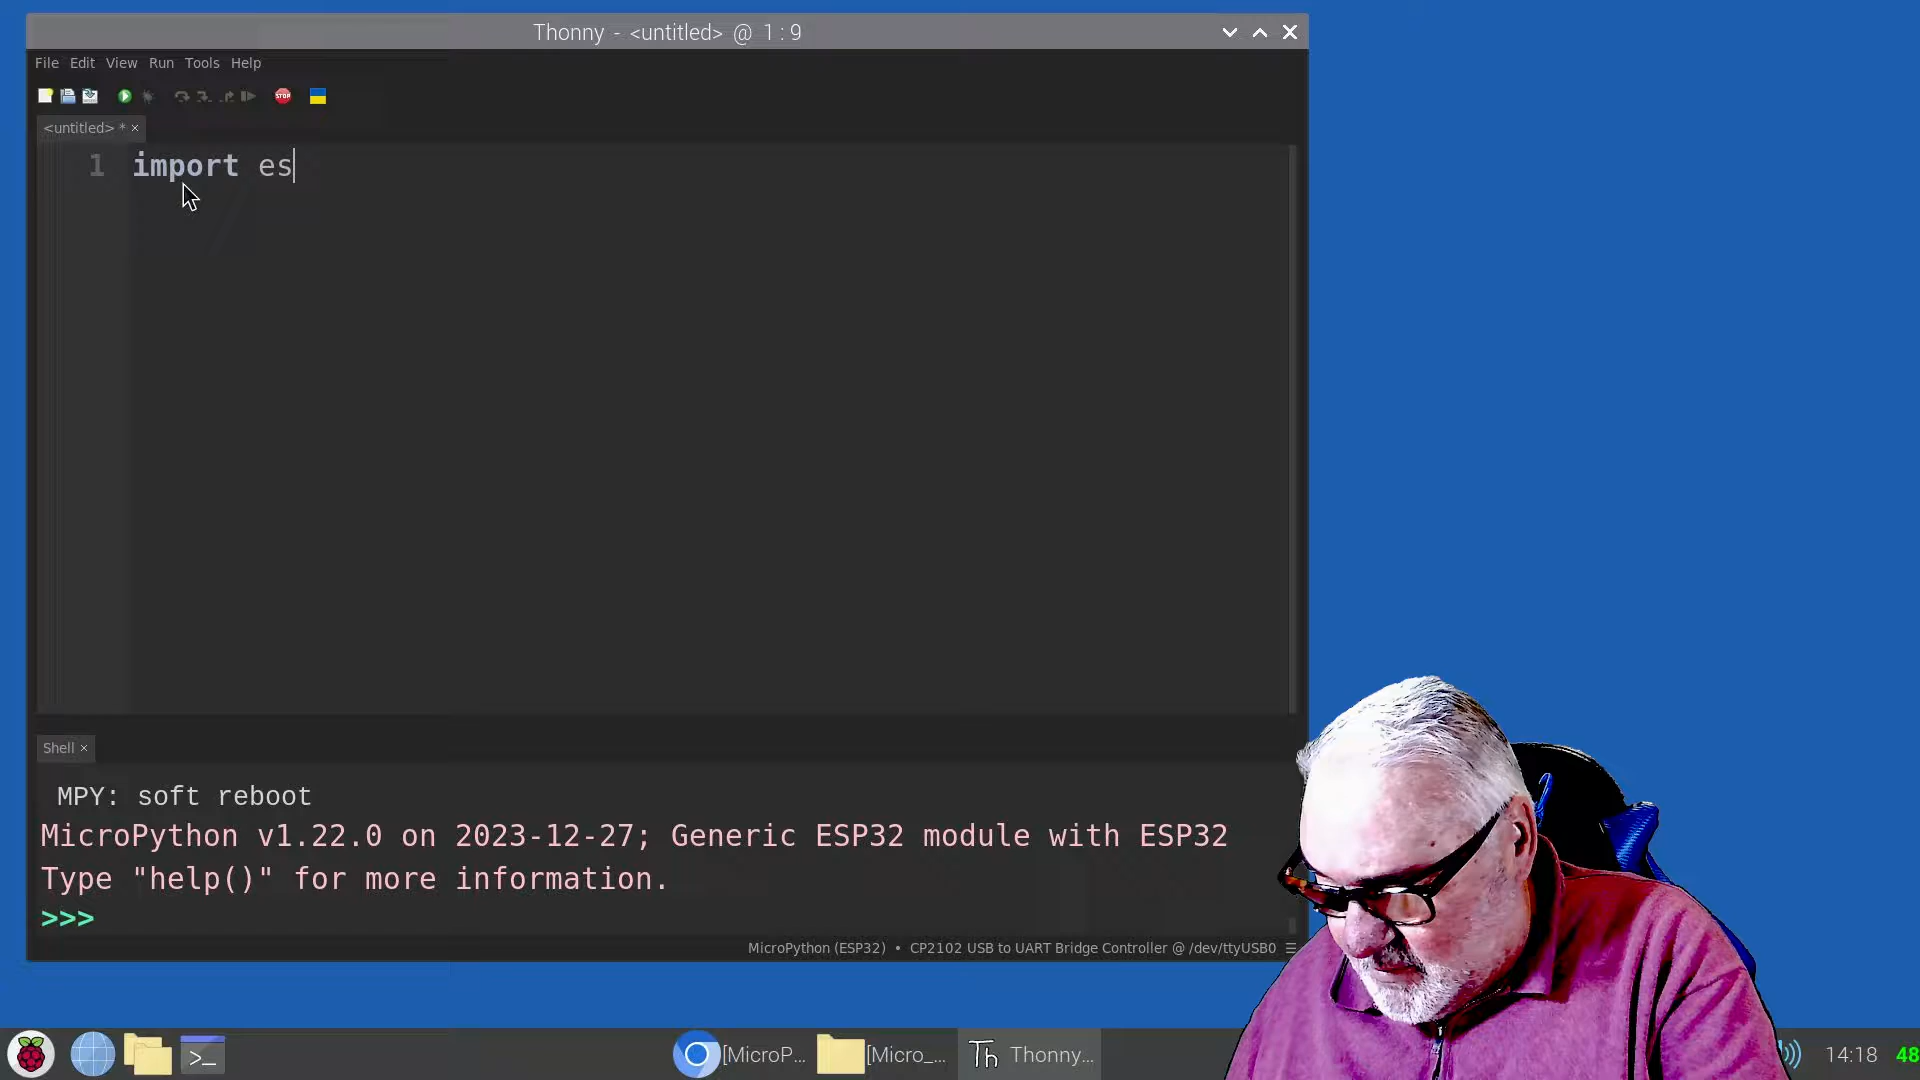 Thonny - <untitled> @ 1 : 9
File Edit View Run Tools Help
STOP
<untitled> * ×
1 import es
Shell ×
MPY: soft reboot
MicroPython v1.22.0 on 2023-12-27; Generic ESP32 module with ESP32
Type "help()" for more information.
>>>
MicroPython (ESP32) • CP2102 USB to UART Bridge Controller @ /dev/ttyUSB0 ☰
>_ [MicroP... [Micro_... Th Thonny... 14:18 48